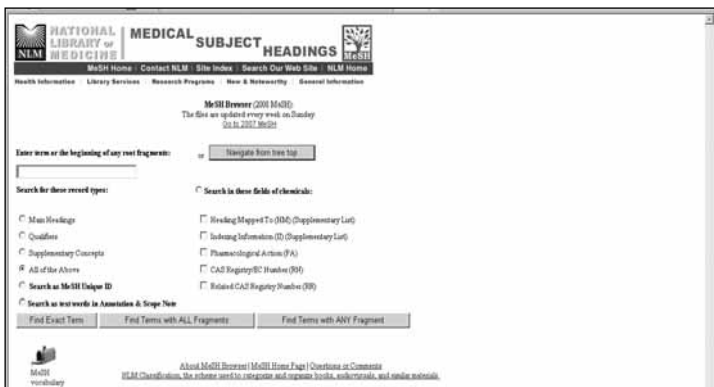 NATIONAL LIBRARY OF MEDICINE
NLM
MEDICAL SUBJECT HEADINGS
MeSH
MeSH Home | Contact NLM | Site Index | Search Our Web Site | NLM Home
Health Information | Library Services | Research Programs | New & Noteworthy | General Information
MeSH Browser (2008 MeSH):
The files are updated every week on Sunday
Go to 2007 MeSH
Enter term or the beginning of any root fragments: or Navigate from tree top
Search for these record types: Search in these fields of chemicals:
Main Headings Heading Mapped To (HM) (Supplementary List)
Qualifiers Indexing Information (II) (Supplementary List)
Supplementary Concepts Pharmacological Action (PA)
All of the Above CAS Registry/EC Number (RN)
Search as MeSH Unique ID Related CAS Registry Number (RR)
Search as text words in Annotation & Scope Note
Find Exact Term Find Terms with ALL Fragments Find Terms with ANY Fragment
MeSH
vocabulary
About MeSH Browser | MeSH Home Page | Questions or Comments
NLM Classification, the scheme used to categorize and organize books, audiovisuals, and similar materials.